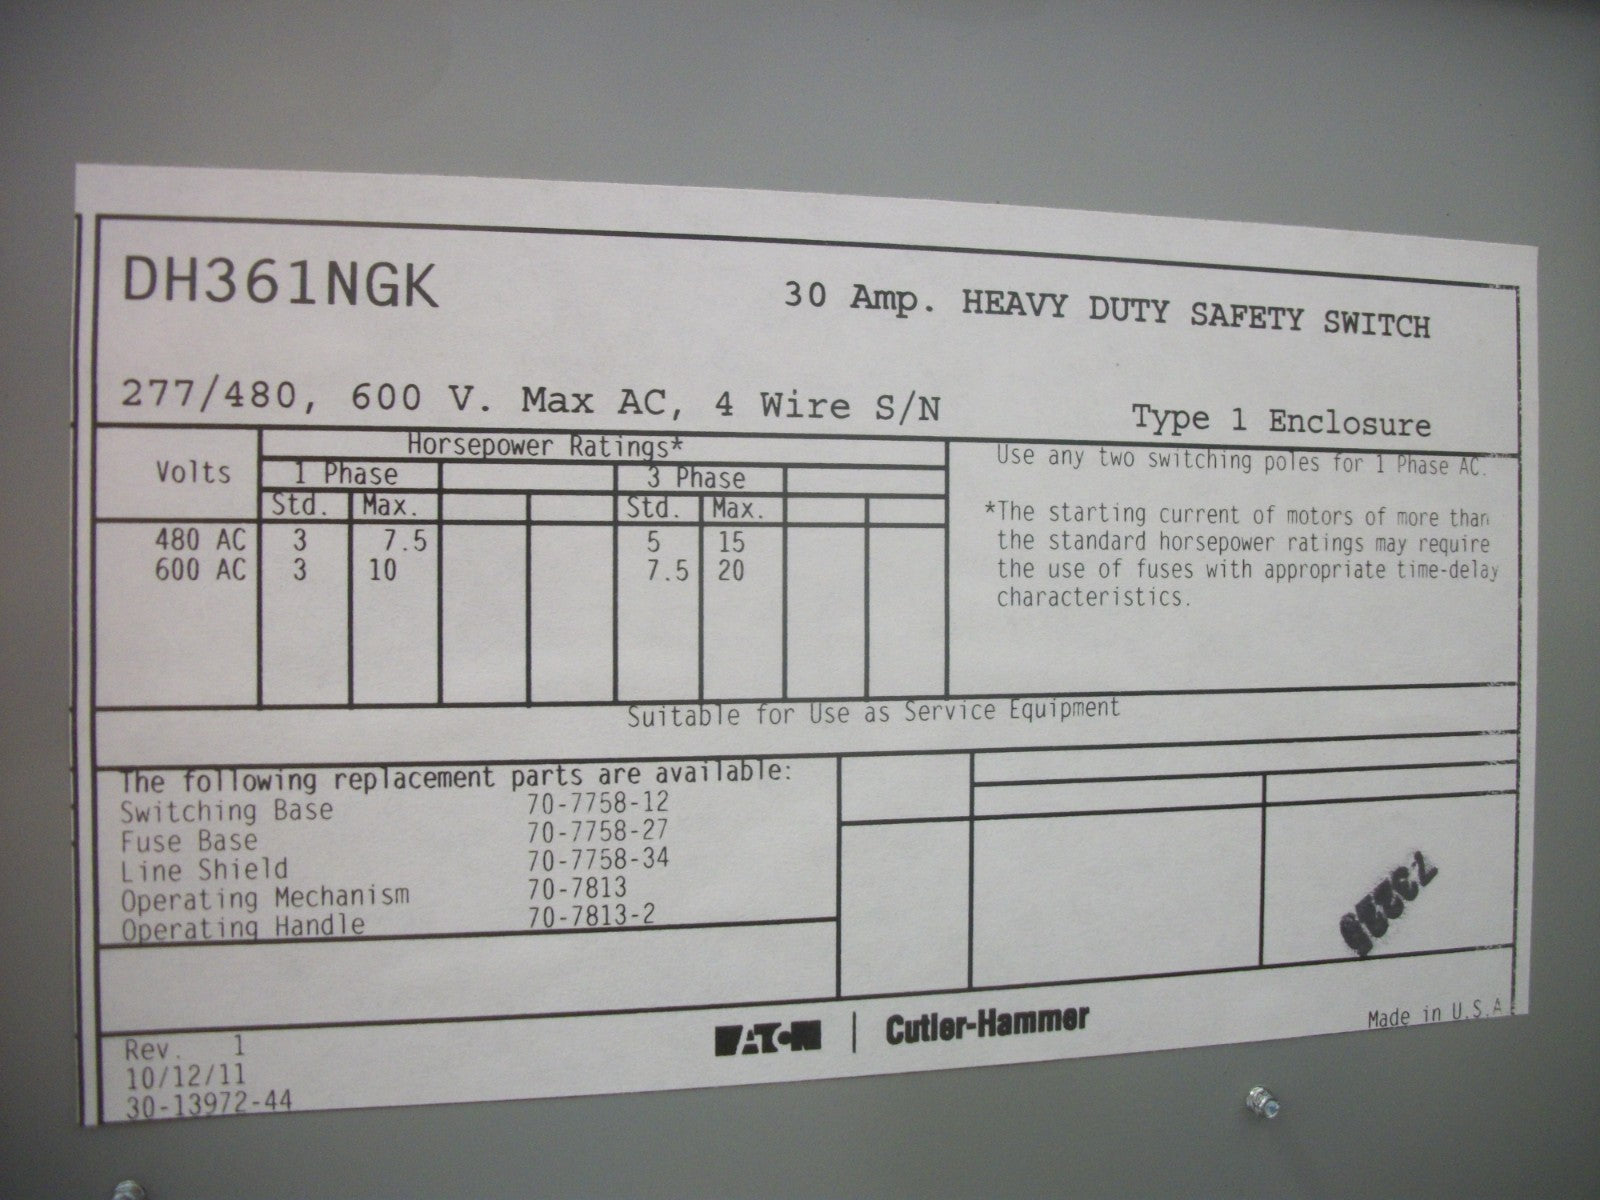 DH361NGK
30 Amp. HEAVY DUTY SAFETY SWITCH
277/480, 600 V. Max AC, 4 Wire S/N
Type 1 Enclosure
Volts
Horsepower Ratings*
1 Phase 3 Phase
Std. Max. Std. Max.
480 AC 3 7.5 5 15
600 AC 3 10 7.5 20
Use any two switching poles for 1 Phase AC.
*The starting current of motors of more than
the standard horsepower ratings may require
the use of fuses with appropriate time-delay
characteristics.
Suitable for Use as Service Equipment
The following replacement parts are available:
Switching Base 70-7758-12
Fuse Base 70-7758-27
Line Shield 70-7758-34
Operating Mechanism 70-7813
Operating Handle 70-7813-2
Rev. 1
10/12/11
30-13972-44
EATON | Cutler-Hammer
Made in U.S.A